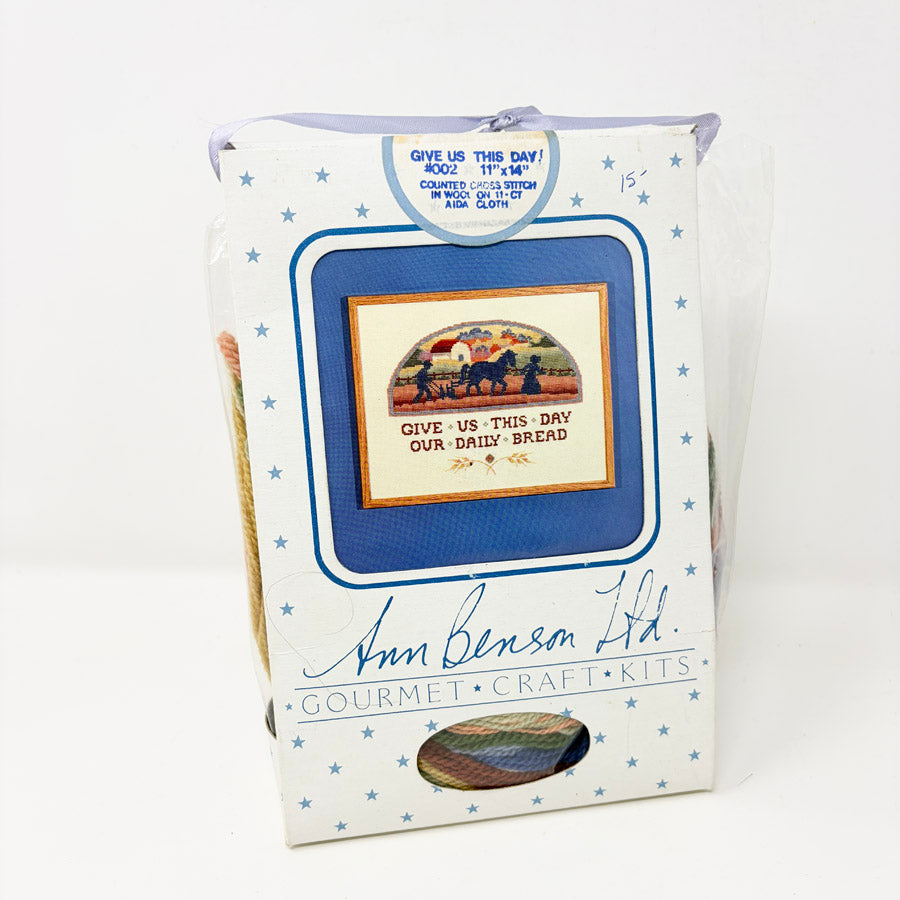 GIVE US THIS DAY!
#002 11" x 14"
COUNTED CROSS STITCH
IN WOOL ON 11-CT
AIDA CLOTH
15-
GIVE US THIS DAY
OUR DAILY BREAD
Ann Benson Ltd.
GOURMET ★ CRAFT ★ KITS